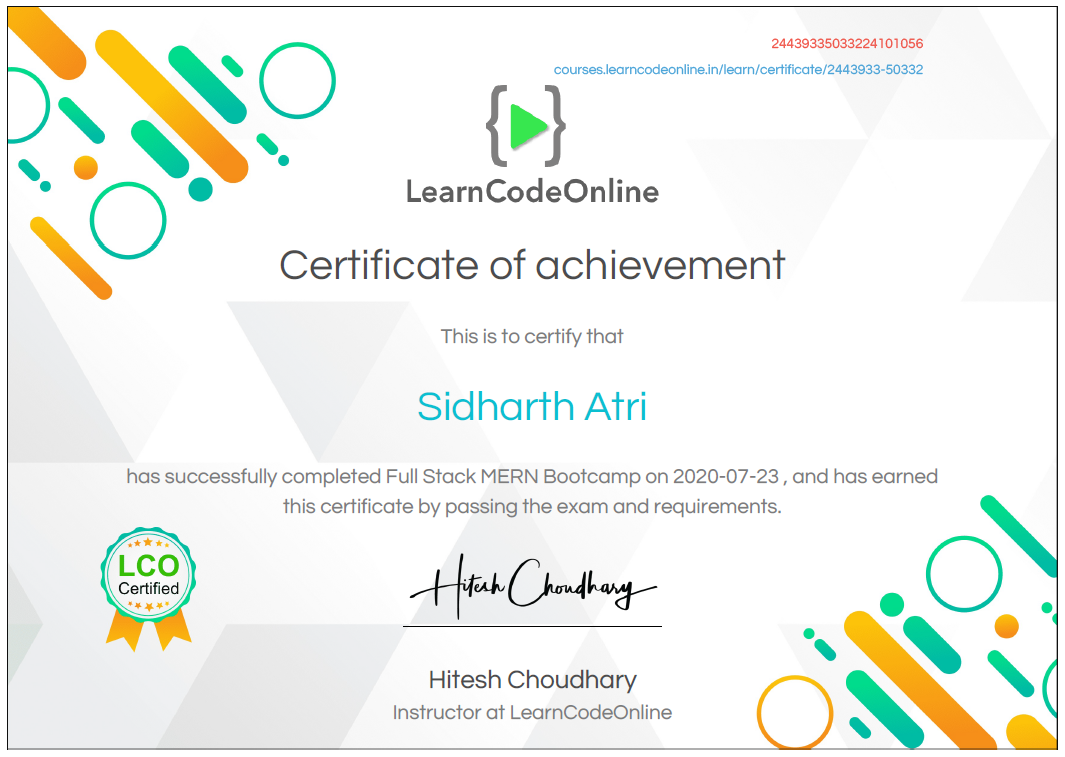 24439335033224101056
courses.learncodeonline.in/learn/certificate/2443933-50332
{ }
LearnCodeOnline
Certificate of achievement
This is to certify that
Sidharth Atri
has successfully completed Full Stack MERN Bootcamp on 2020-07-23 , and has earned
this certificate by passing the exam and requirements.
LCO
Certified
Hitesh Choudhary
Hitesh Choudhary
Instructor at LearnCodeOnline